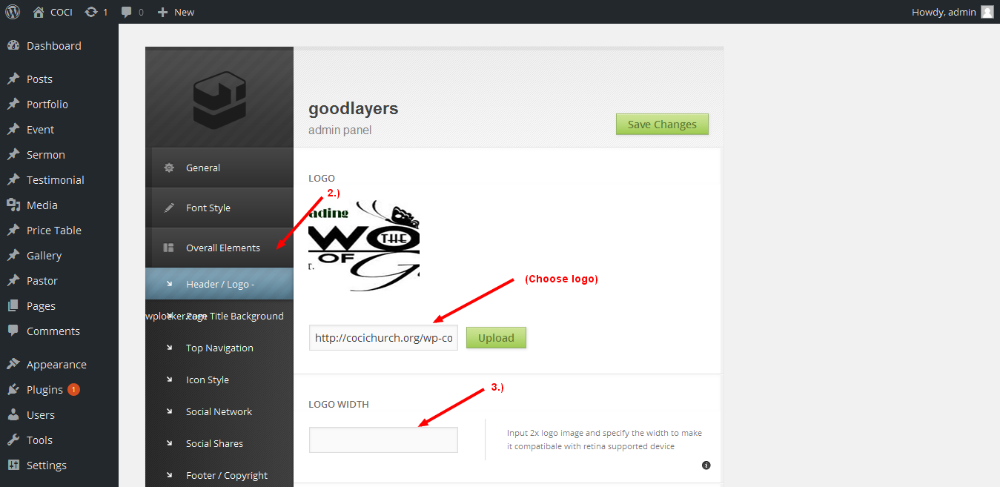 COCI 1 0 New Howdy, admin
Dashboard
Posts
Portfolio
Event
Sermon
Testimonial
Media
Price Table
Gallery
Pastor
Pages
Comments
Appearance
Plugins 1
Users
Tools
Settings
General
Font Style
Overall Elements
Header / Logo -
wplocker.com
Page Title Background
Top Navigation
Icon Style
Social Network
Social Shares
Footer / Copyright
goodlayers
admin panel
Save Changes
LOGO
2.)
ading
WO
THE
OF G
T.
(Choose logo)
http://cocichurch.org/wp-co
Upload
3.)
LOGO WIDTH
Input 2x logo image and specify the width to make
it compatibale with retina supported device